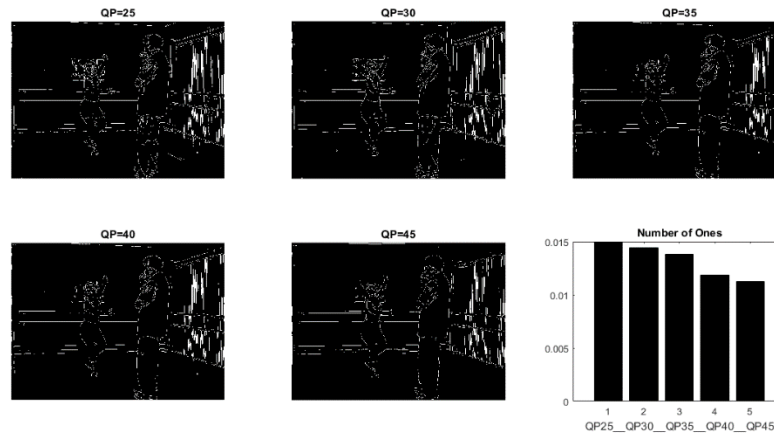 QP=25
QP=30
QP=35
QP=40
QP=45
Number of Ones
0.015
0.01
0.005
0
1 2 3 4 5
QP25__QP30__QP35__QP40__QP45